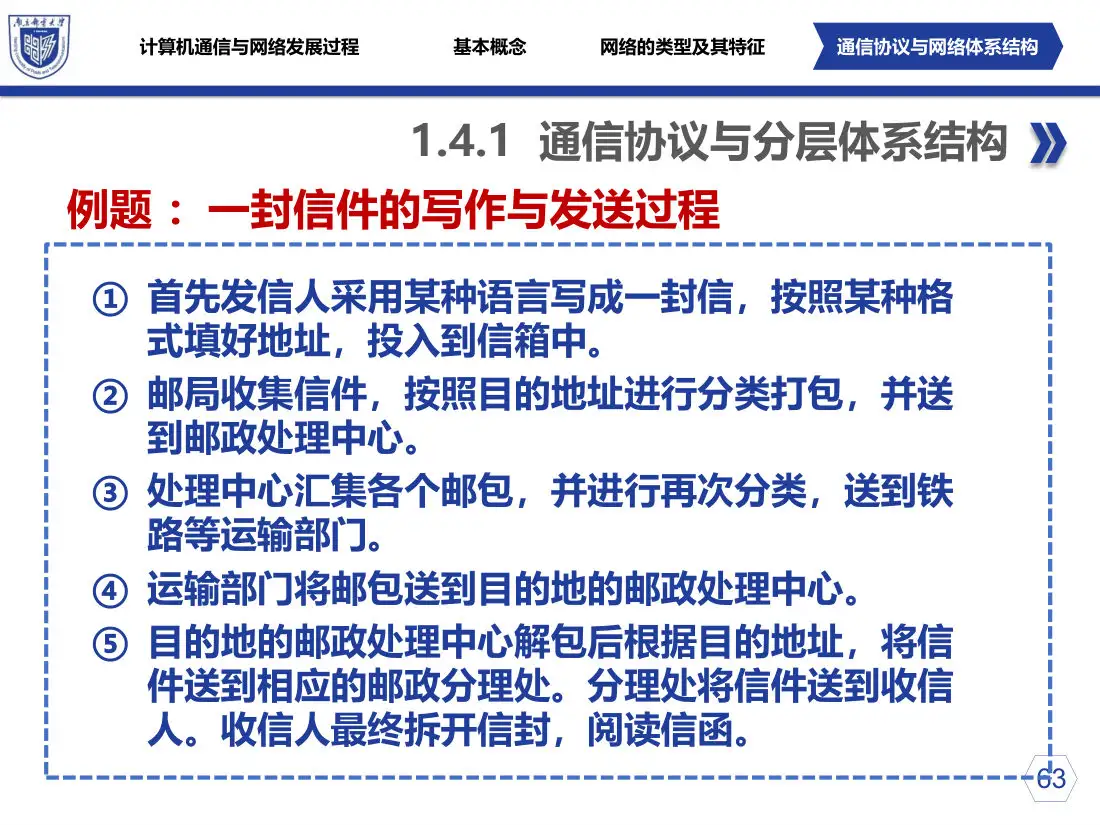 南京邮电大学
计算机通信与网络发展过程
基本概念
网络的类型及其特征
通信协议与网络体系结构
1.4.1 通信协议与分层体系结构
例题：一封信件的写作与发送过程
① 首先发信人采用某种语言写成一封信，按照某种格
式填好地址，投入到信箱中。
② 邮局收集信件，按照目的地址进行分类打包，并送
到邮政处理中心。
③ 处理中心汇集各个邮包，并进行再次分类，送到铁
路等运输部门。
④ 运输部门将邮包送到目的地的邮政处理中心。
⑤ 目的地的邮政处理中心解包后根据目的地址，将信
件送到相应的邮政分理处。分理处将信件送到收信
人。收信人最终拆开信封，阅读信函。
63